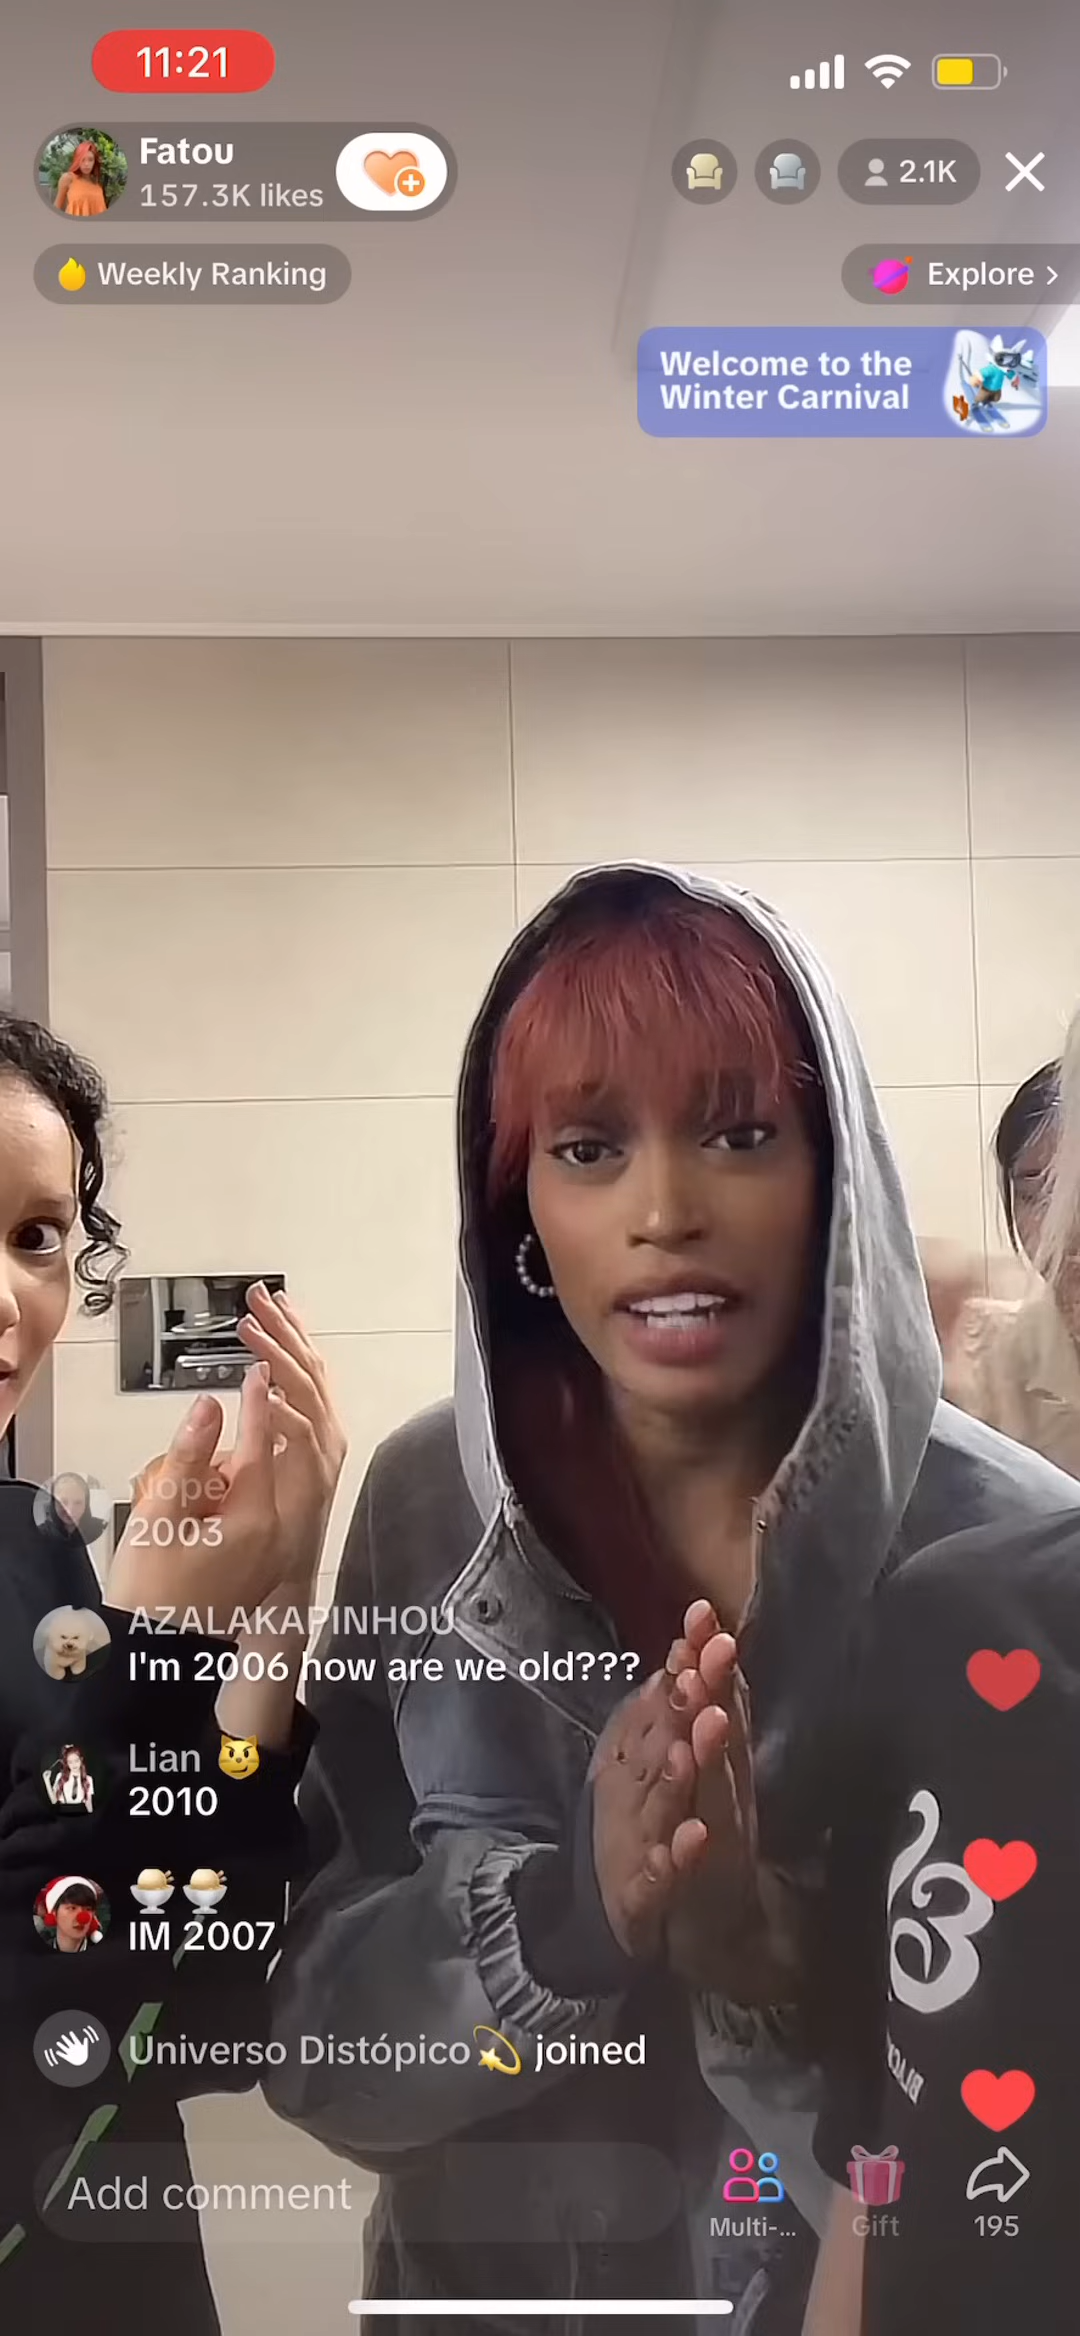 11:21
Fatou
157.3K likes
2.1K
Weekly Ranking
Explore >
Welcome to the
Winter Carnival
Nope
2003
AZALAKAPINHOU
I'm 2006 how are we old???
Lian 😼
2010
🍨🍨
IM 2007
Universo Distópico💫 joined
Add comment
Multi-...
Gift
195